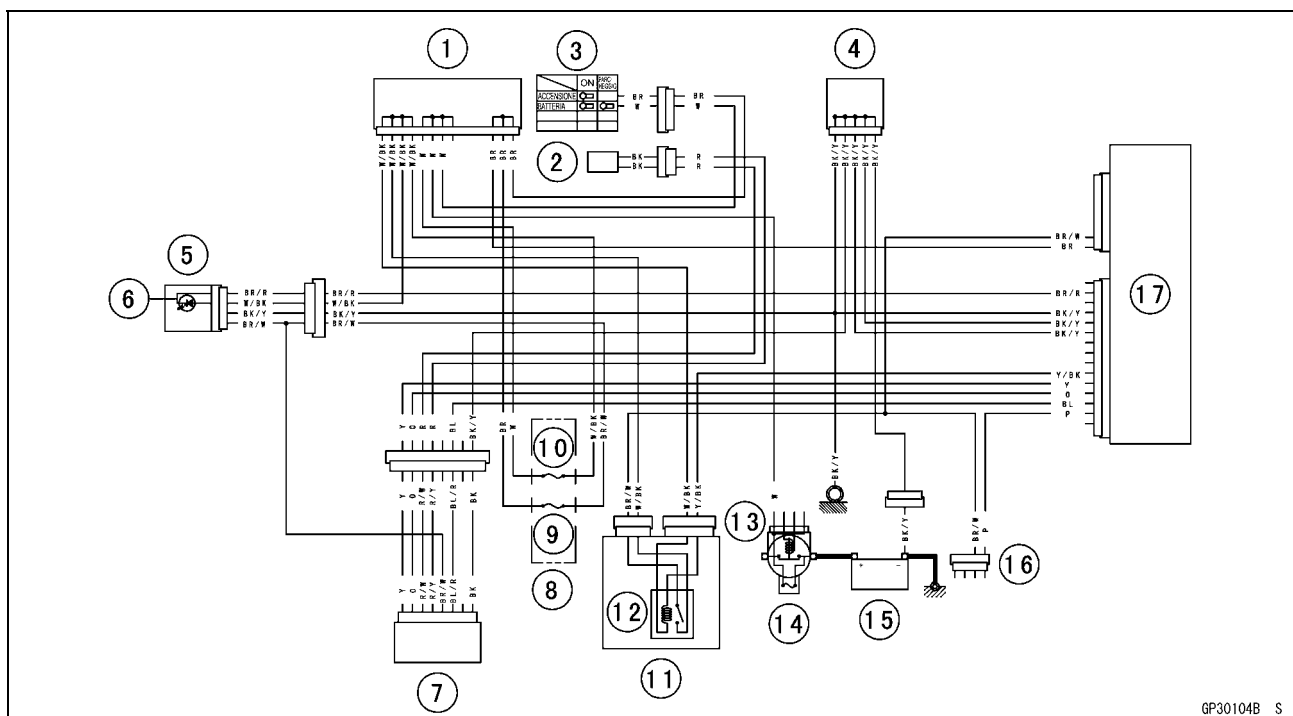 1
3
4
ON
PARC
HEGGIO
ACCENSIONE
BATTERIA
BR
W
BR
W
2
BK
BK
R
R
W/BK
W/BK
W/BK
W/BK
W
W
W
BR
BR
BR
BK/Y
BK/Y
BK/Y
BK/Y
BK/Y
5
6
BR/R
W/BK
BK/Y
BR/W
BR/R
W/BK
BK/Y
BR/W
BR/W
BR
BR/R
BK/Y
BK/Y
BK/Y
Y/BK
Y
O
BL
P
17
Y
O
R
R
BL
BK/Y
BR
W
10
W/BK
BR/W
9
8
Y
O
R/W
R/Y
BL/R
BK
Y
O
R/W
R/Y
BR/W
BL/R
BK
7
BR/W
W/BK
W/BK
Y/BK
12
11
W
13
14
BK/Y
BK/Y
+
−
15
BR/W
P
16
GP30104B S